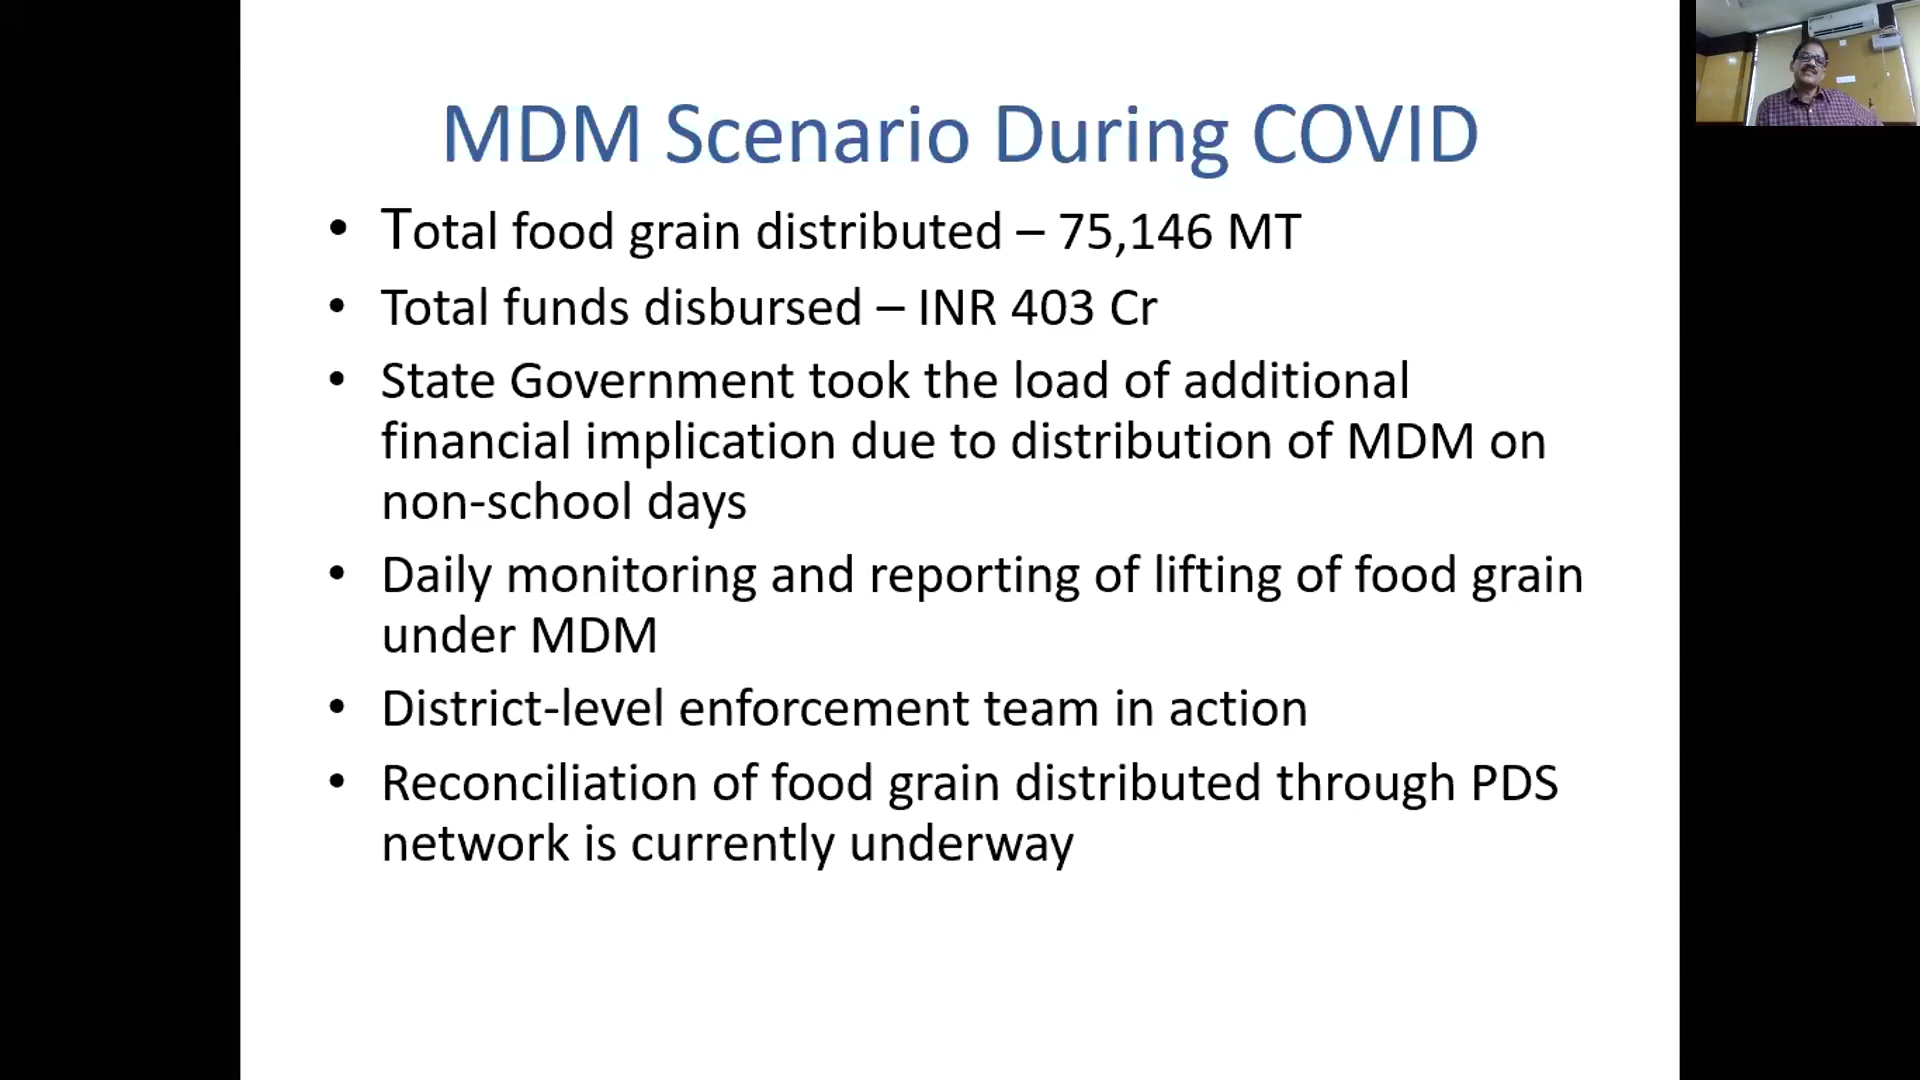 MDM Scenario During COVID
• Total food grain distributed – 75,146 MT
• Total funds disbursed – INR 403 Cr
• State Government took the load of additional
financial implication due to distribution of MDM on
non-school days
• Daily monitoring and reporting of lifting of food grain
under MDM
• District-level enforcement team in action
• Reconciliation of food grain distributed through PDS
network is currently underway